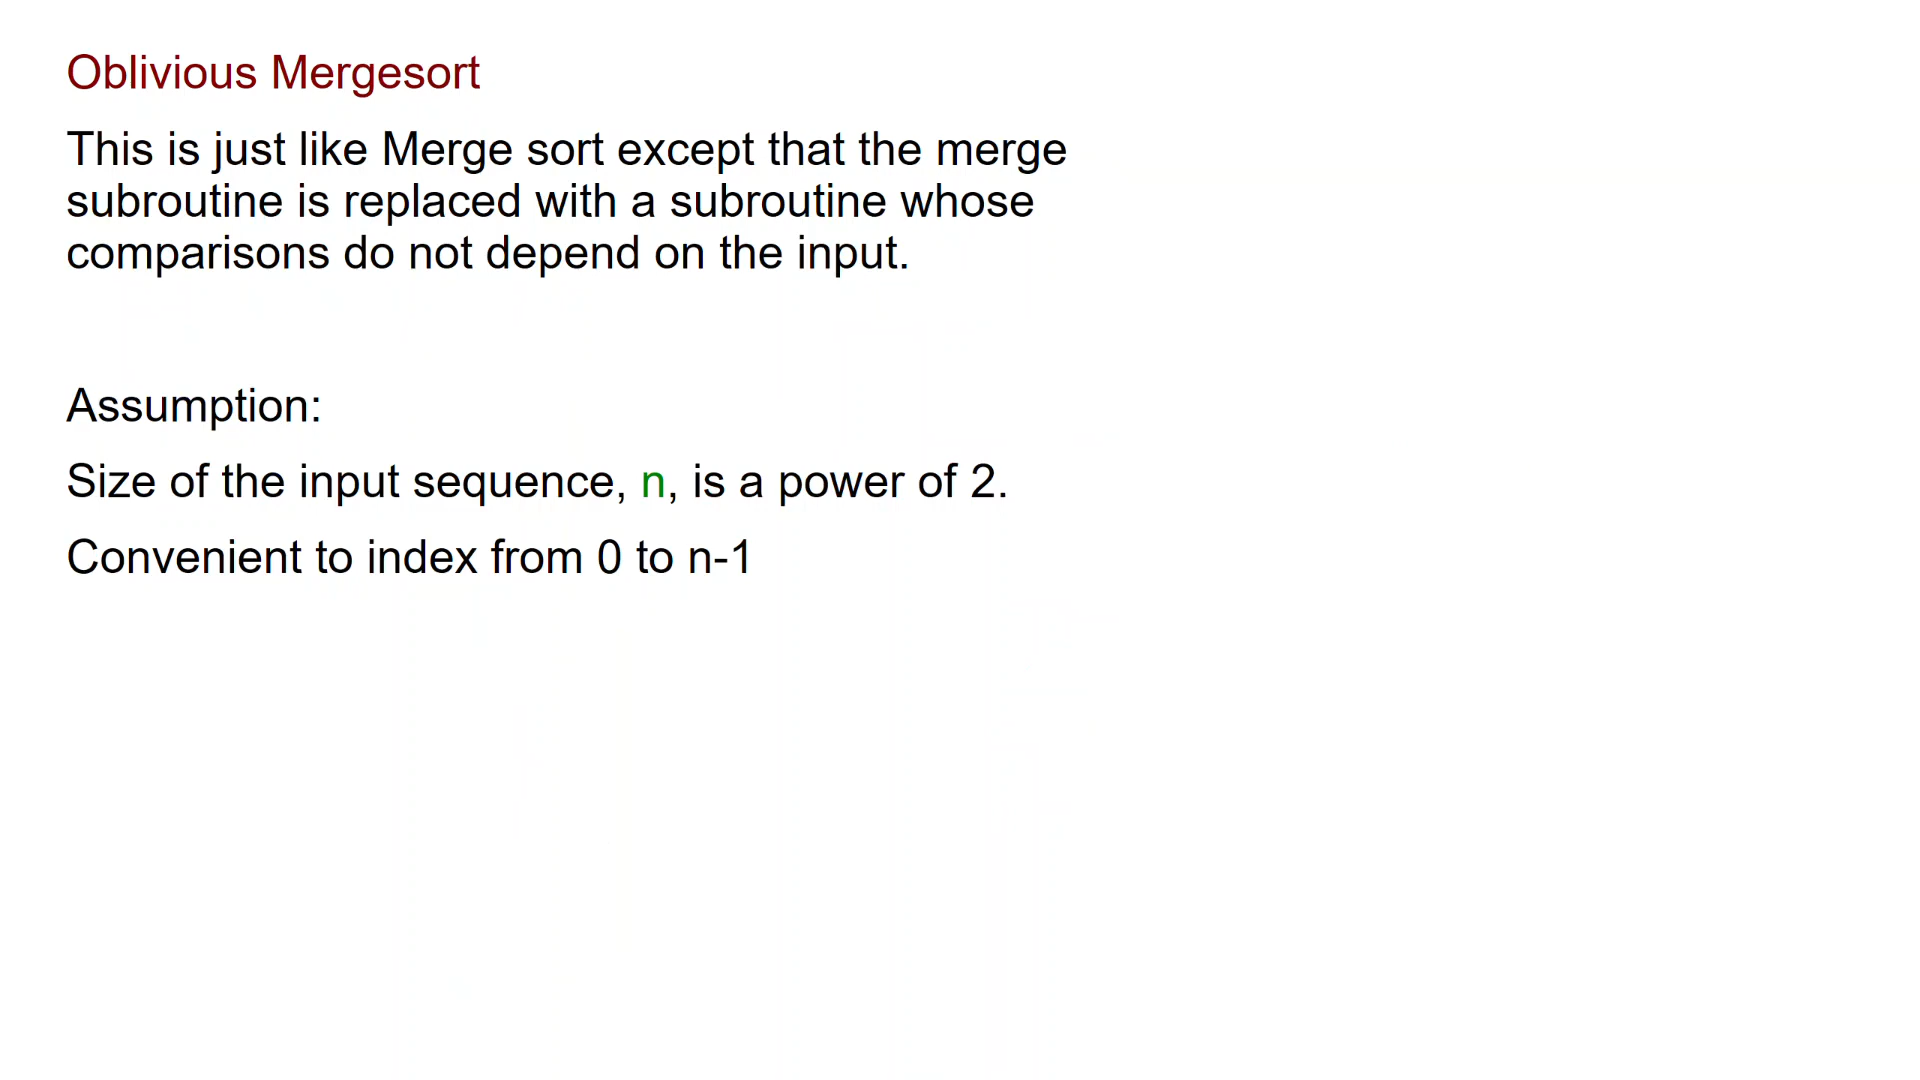 Oblivious Mergesort
This is just like Merge sort except that the merge
subroutine is replaced with a subroutine whose
comparisons do not depend on the input.
Assumption:
Size of the input sequence, n, is a power of 2.
Convenient to index from 0 to n-1